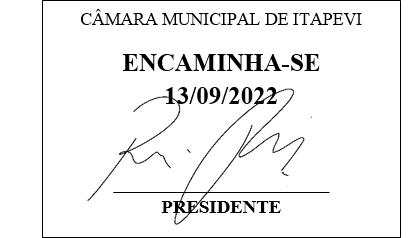 CÂMARA MUNICIPAL DE ITAPEVI
ENCAMINHA-SE
13/09/2022
PRESIDENTE